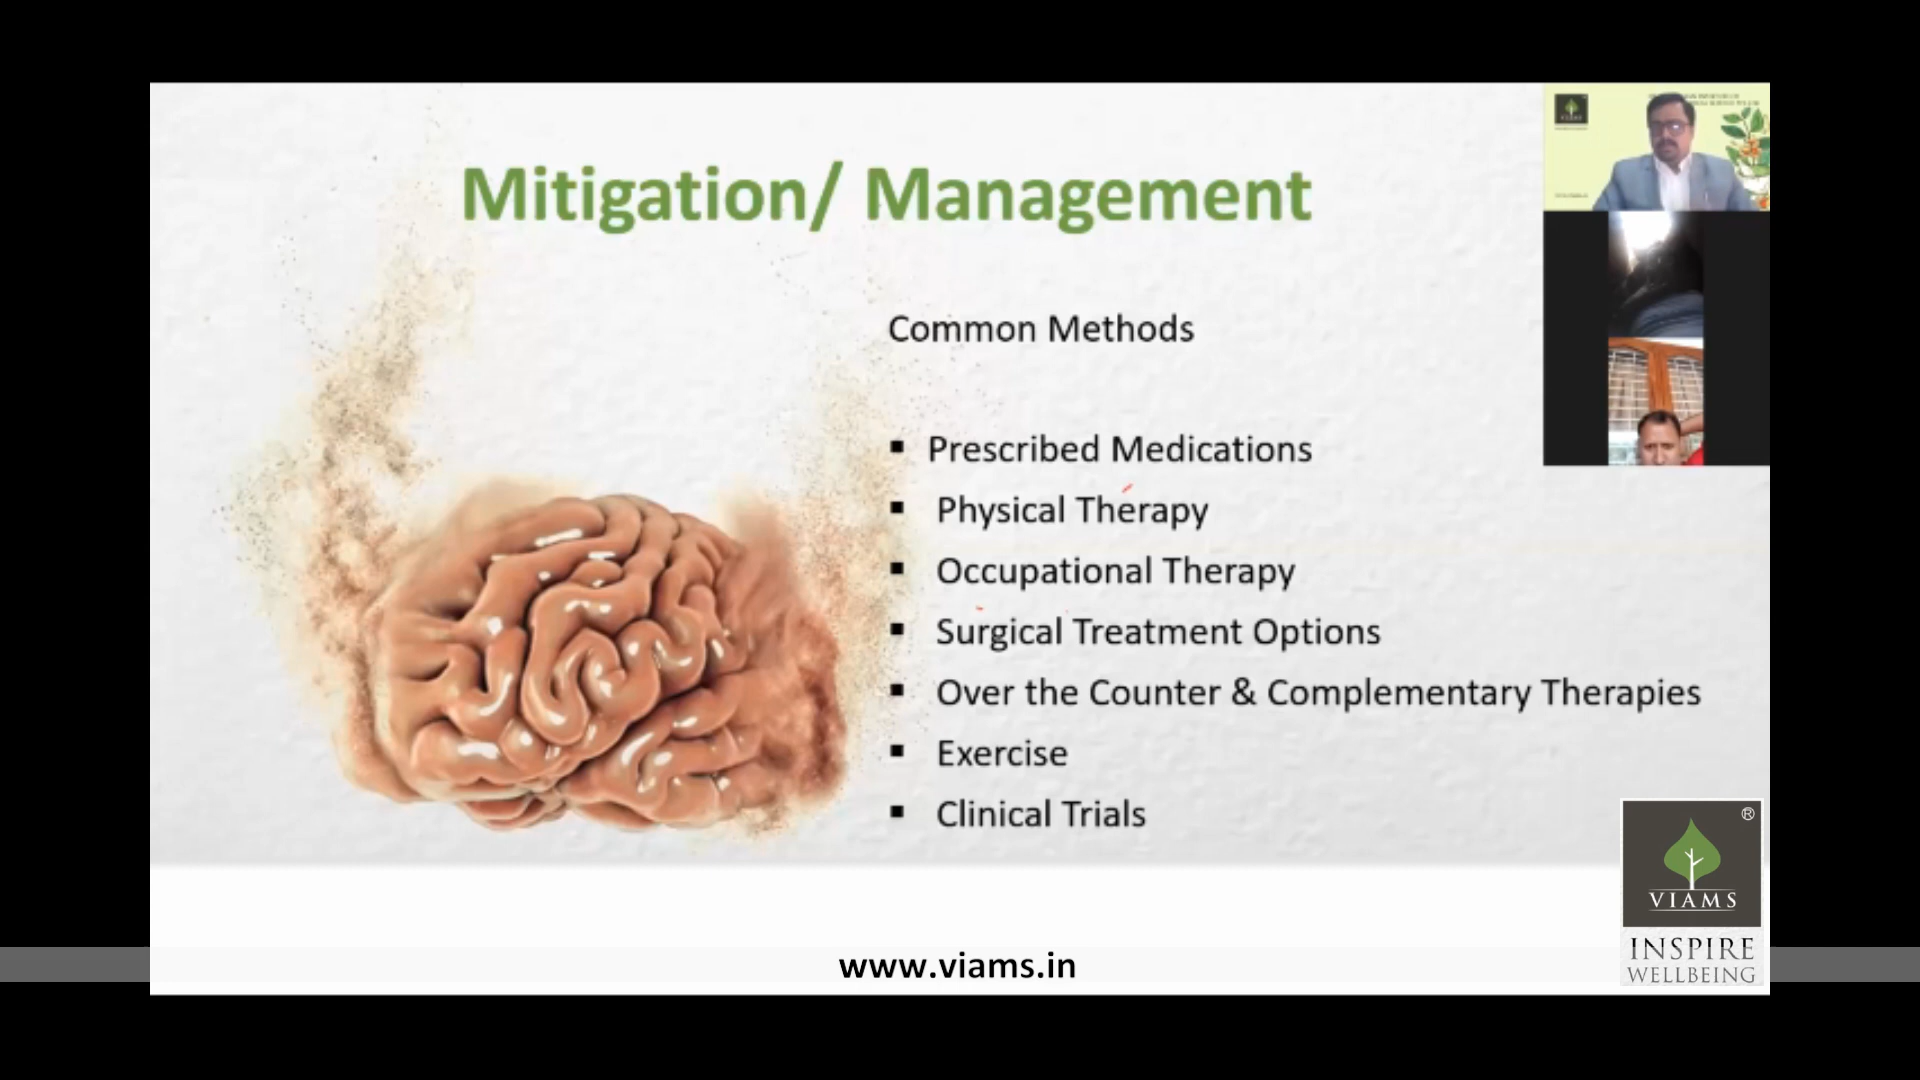 Mitigation/ Management
Common Methods
▪ Prescribed Medications
▪ Physical Therapy
▪ Occupational Therapy
▪ Surgical Treatment Options
▪ Over the Counter & Complementary Therapies
▪ Exercise
▪ Clinical Trials
®
VIAMS
INSPIRE
WELLBEING
www.viams.in